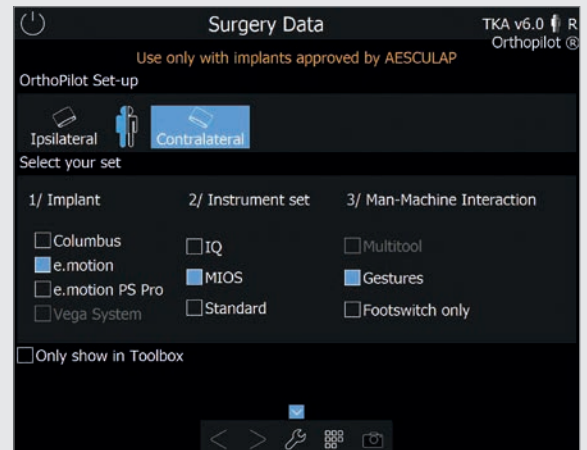 Surgery Data
TKA v6.0 R
Orthopilot ®
Use only with implants approved by AESCULAP
OrthoPilot Set-up
Ipsilateral
Contralateral
Select your set
1/ Implant
2/ Instrument set
3/ Man-Machine Interaction
Columbus
e.motion
e.motion PS Pro
Vega System
IQ
MIOS
Standard
Multitool
Gestures
Footswitch only
Only show in Toolbox